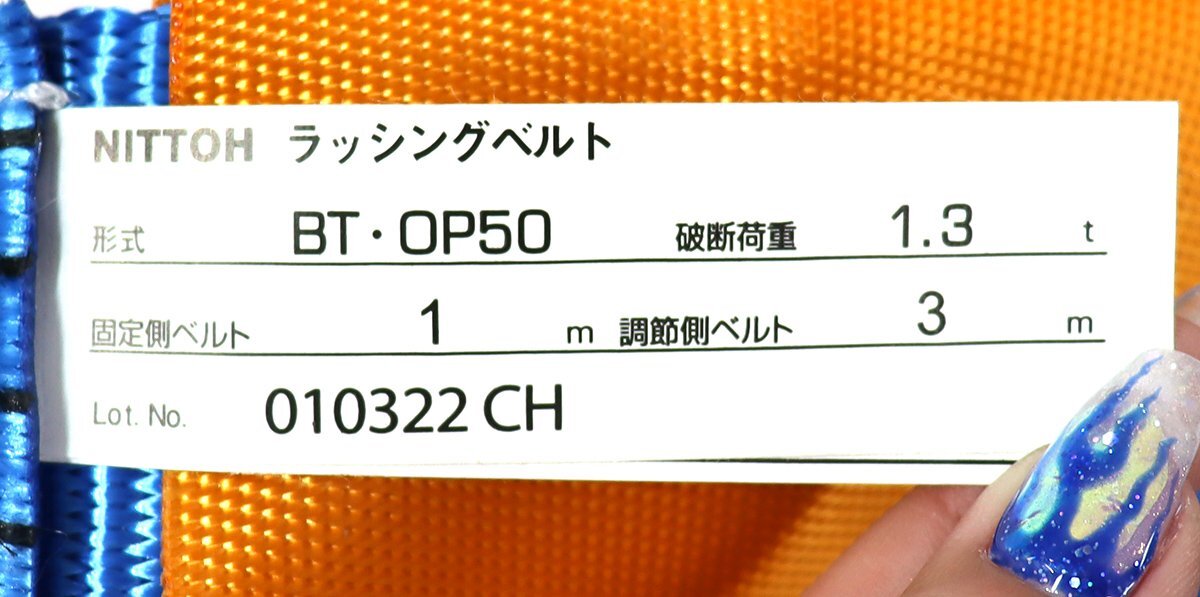 NITTOH ラッシングベルト
形式 BT・OP50 破断荷重 1.3 t
固定側ベルト 1 m 調節側ベルト 3 m
Lot. No. 010322 CH